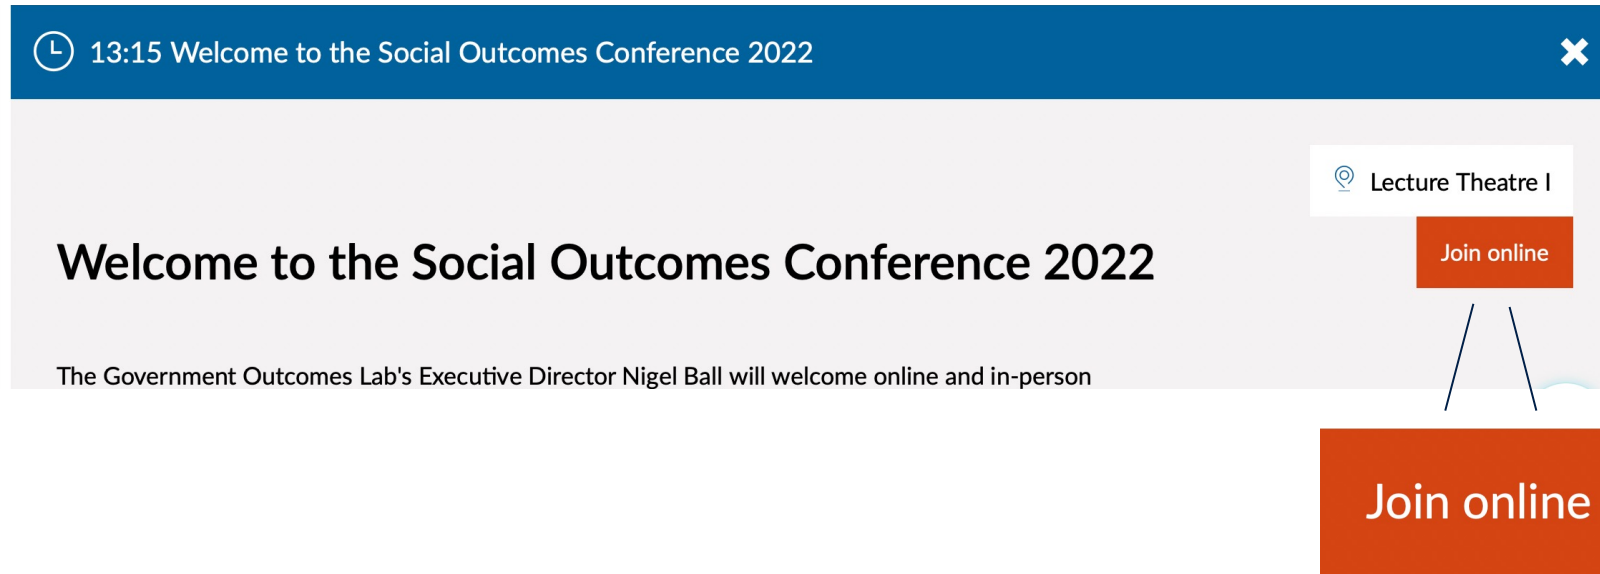 13:15 Welcome to the Social Outcomes Conference 2022
Lecture Theatre I
Join online
Welcome to the Social Outcomes Conference 2022
The Government Outcomes Lab's Executive Director Nigel Ball will welcome online and in-person
Join online